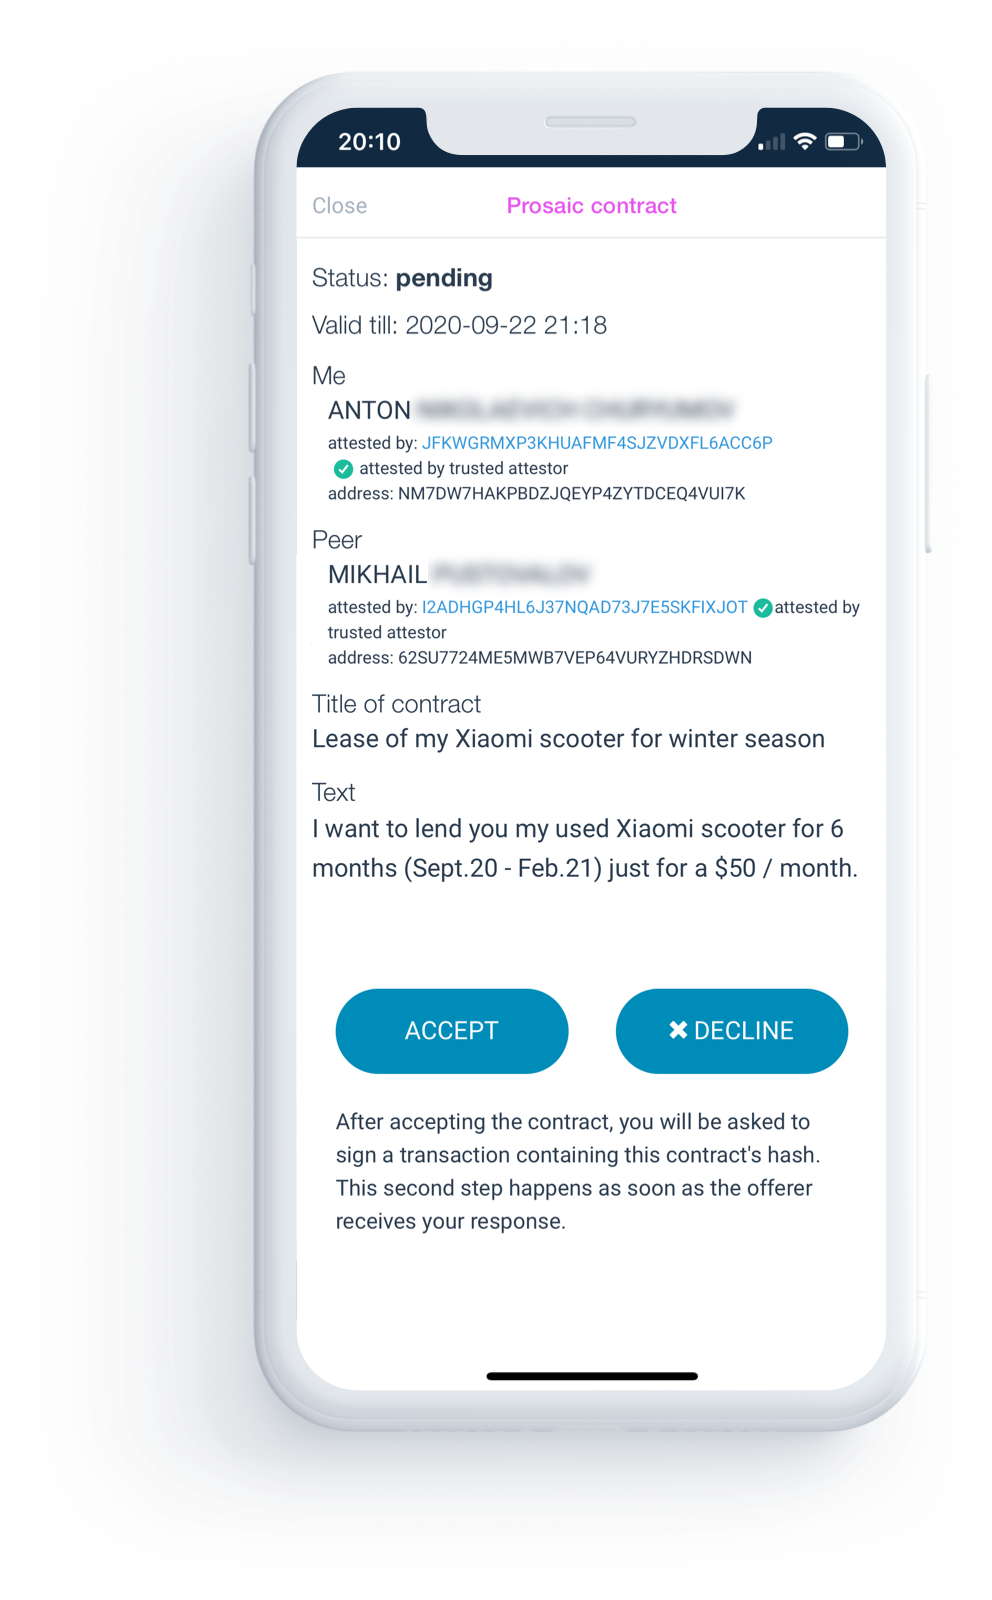 20:10
Close Prosaic contract
Status: pending
Valid till: 2020-09-22 21:18
Me
ANTON
attested by: JFKWGRMXP3KHUAFMF4SJZVDXFL6ACC6P
attested by trusted attestor
address: NM7DW7HAKPBDZJQEYP4ZYTDCEQ4VUI7K
Peer
MIKHAIL
attested by: I2ADHGP4HL6J37NQAD73J7E5SKFIXJOT attested by
trusted attestor
address: 62SU7724ME5MWB7VEP64VURYZHDRSDWN
Title of contract
Lease of my Xiaomi scooter for winter season
Text
I want to lend you my used Xiaomi scooter for 6
months (Sept.20 - Feb.21) just for a $50 / month.
ACCEPT ✖ DECLINE
After accepting the contract, you will be asked to
sign a transaction containing this contract's hash.
This second step happens as soon as the offerer
receives your response.